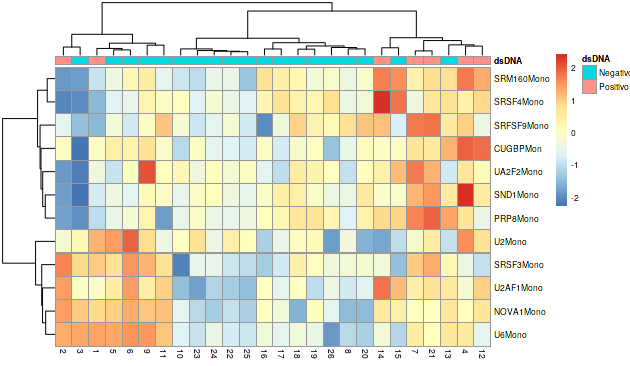 dsDNA
SRM160Mono
SRSF4Mono
SRFSF9Mono
CUGBPMon
UA2F2Mono
SND1Mono
PRP8Mono
U2Mono
SRSF3Mono
U2AF1Mono
NOVA1Mono
U6Mono
2 3 1 5 6 9 11 10 23 24 22 25 16 17 18 19 26 8 20 14 15 7 21 13 4 12
2
1
0
-1
-2
dsDNA
Negativo
Positivo